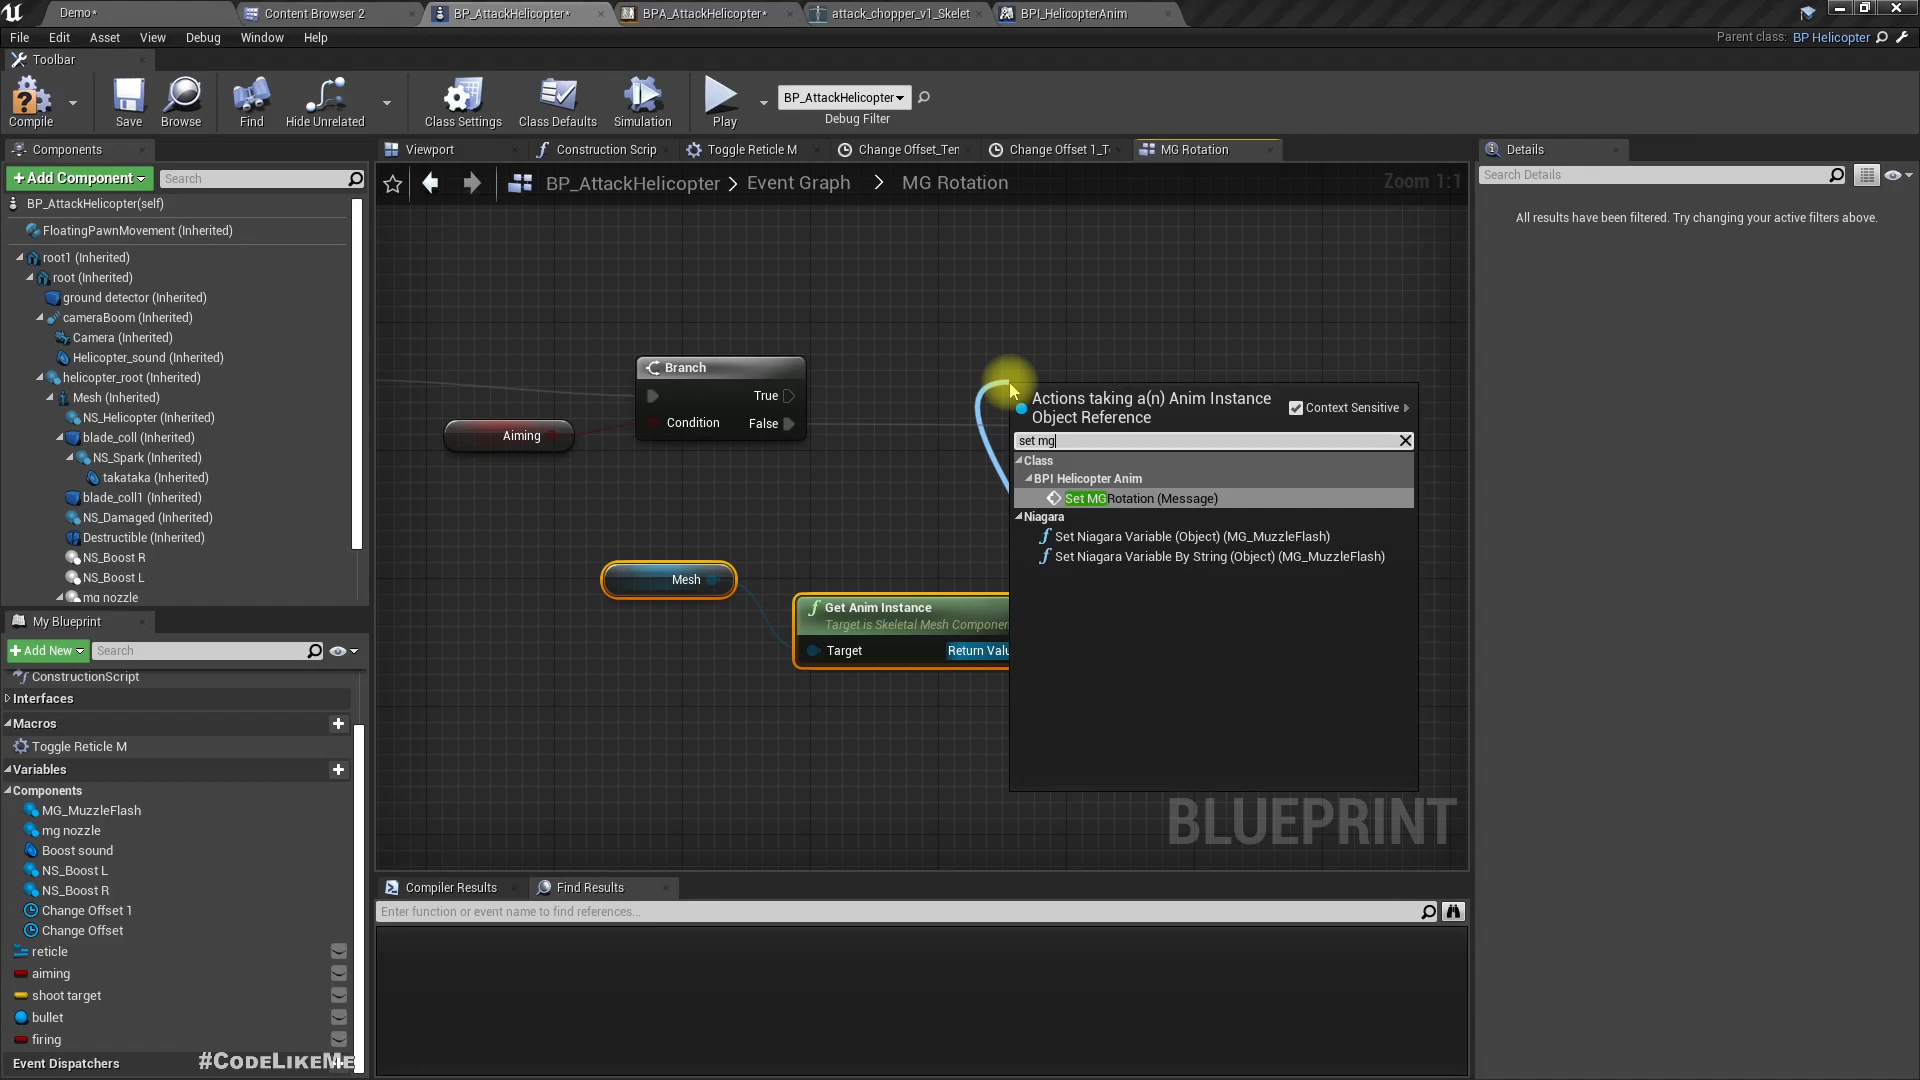 Demo*
Content Browser 2
BP_AttackHelicopter*
BPA_AttackHelicopter*
attack_chopper_v1_Skelet
BPI_HelicopterAnim
File Edit Asset View Debug Window Help
Parent class: BP Helicopter
Toolbar
Compile
Save
Browse
Find
Hide Unrelated
Class Settings
Class Defaults
Simulation
Play
BP_AttackHelicopter
Debug Filter
Components
+ Add Component
Search
BP_AttackHelicopter(self)
FloatingPawnMovement (Inherited)
root1 (Inherited)
root (Inherited)
ground detector (Inherited)
cameraBoom (Inherited)
Camera (Inherited)
Helicopter_sound (Inherited)
helicopter_root (Inherited)
Mesh (Inherited)
NS_Helicopter (Inherited)
blade_coll (Inherited)
NS_Spark (Inherited)
takataka (Inherited)
blade_coll1 (Inherited)
NS_Damaged (Inherited)
Destructible (Inherited)
NS_Boost R
NS_Boost L
mg nozzle
My Blueprint
+ Add New
Search
ConstructionScript
Interfaces
Macros
Toggle Reticle M
Variables
Components
MG_MuzzleFlash
mg nozzle
Boost sound
NS_Boost L
NS_Boost R
Change Offset 1
Change Offset
reticle
aiming
shoot target
bullet
firing
Event Dispatchers
#CodeLikeMe
Viewport
Construction Scrip
Toggle Reticle M
Change Offset_Ten
Change Offset 1_T
MG Rotation
BP_AttackHelicopter > Event Graph > MG Rotation
Zoom 1:1
Branch
True
Condition
False
Aiming
Mesh
Get Anim Instance
Target is Skeletal Mesh Componen
Target
Return Valu
Actions taking a(n) Anim Instance
Object Reference
Context Sensitive
set mg
Class
BPI Helicopter Anim
Set MGRotation (Message)
Niagara
Set Niagara Variable (Object) (MG_MuzzleFlash)
Set Niagara Variable By String (Object) (MG_MuzzleFlash)
BLUEPRINT
Compiler Results
Find Results
Enter function or event name to find references...
Details
Search Details
All results have been filtered. Try changing your active filters above.